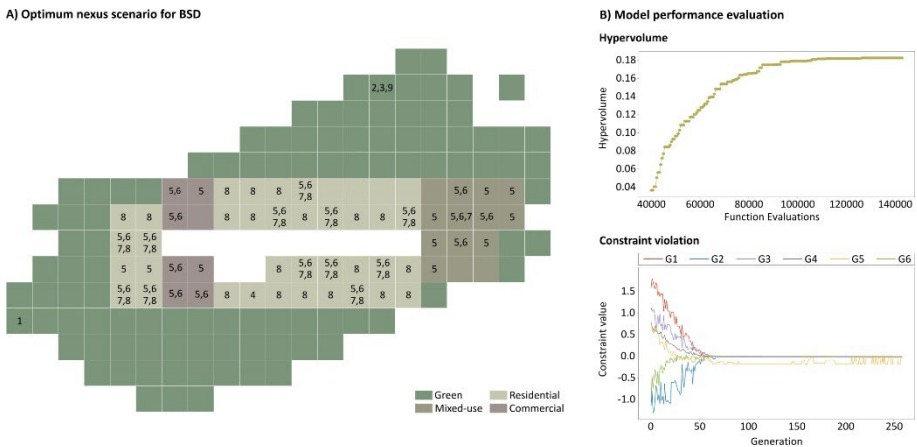 A) Optimum nexus scenario for BSD
2,3,9
5,6 5 8 8 8 5,6 5,6 5 5
7,8
8 8 5,6 8 8 5,6 8 5,6 8 8 5,6 5 5,6,7 5,6 5
7,8 7,8 7,8
5,6 5,6 5 5,6 5
7,8 7,8
5 5 5,6 5 8 5,6 5,6 8 5,6 8 5
7,8 7,8 7,8
5,6 5,6 5,6 5,6 8 4 8 8 8 5,6 8 8
7,8 7,8 7,8
1
Green Residential
Mixed-use Commercial
B) Model performance evaluation
Hypervolume
Hypervolume
0.18
0.16
0.14
0.12
0.10
0.08
0.06
0.04
40000 60000 80000 100000 120000 140000
Function Evaluations
Constraint violation
G1 G2 G3 G4 G5 G6
Constraint value
1.5
1.0
0.5
0.0
-0.5
-1.0
0 50 100 150 200 250
Generation